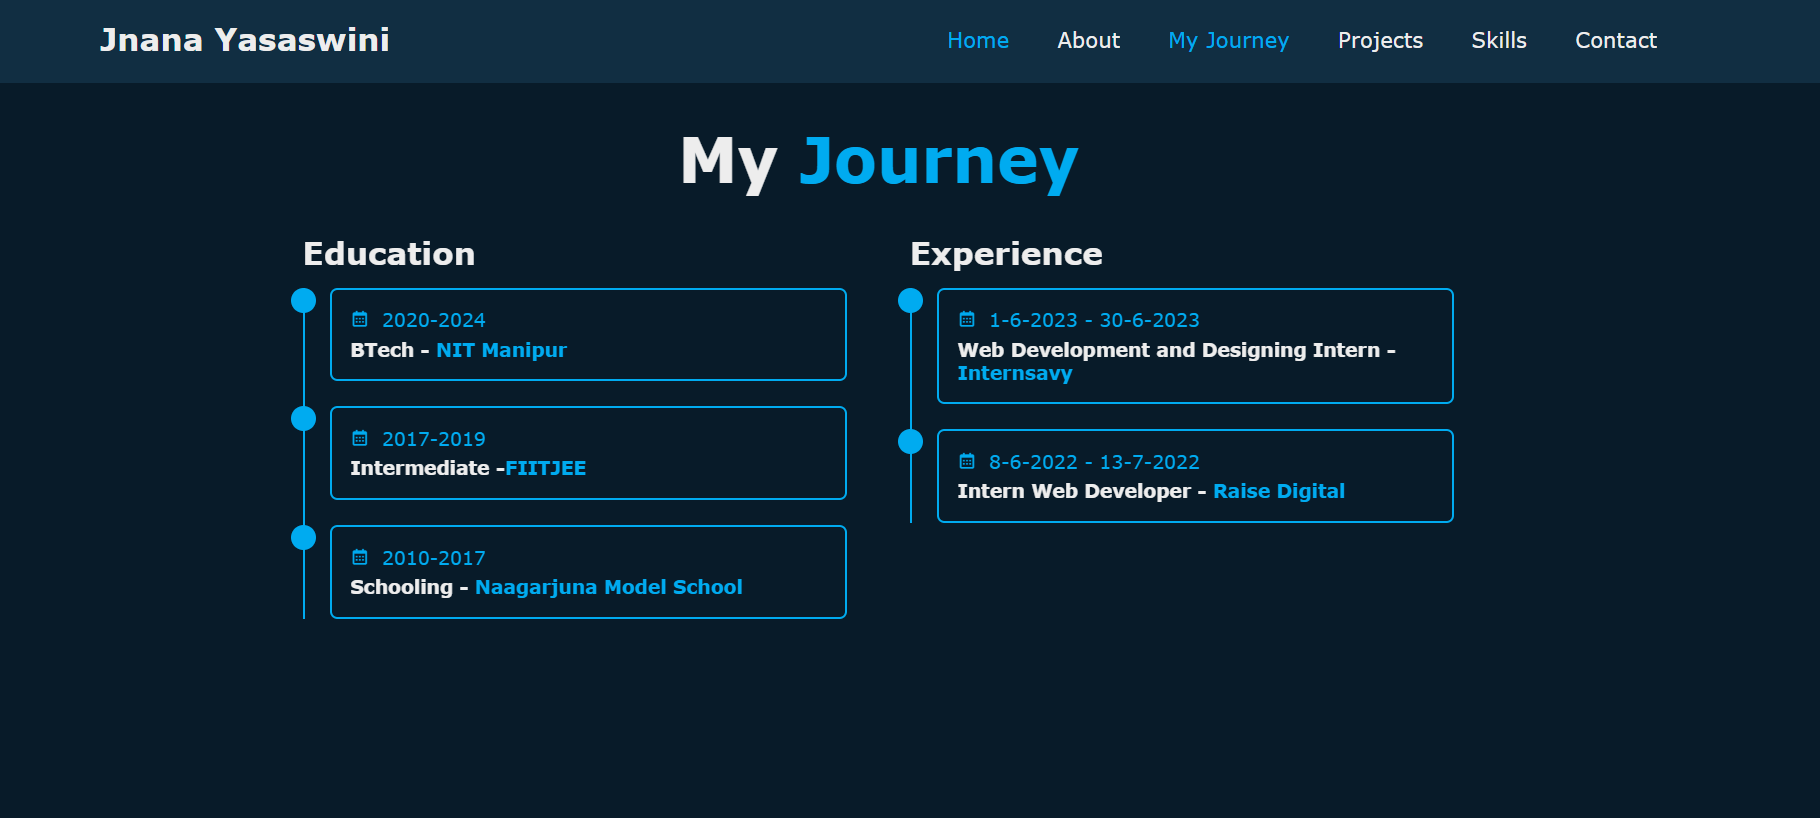 Jnana Yasaswini
Home About My Journey Projects Skills Contact
My Journey
Education
2020-2024
BTech - NIT Manipur
2017-2019
Intermediate -FIITJEE
2010-2017
Schooling - Naagarjuna Model School
Experience
1-6-2023 - 30-6-2023
Web Development and Designing Intern -
Internsavy
8-6-2022 - 13-7-2022
Intern Web Developer - Raise Digital